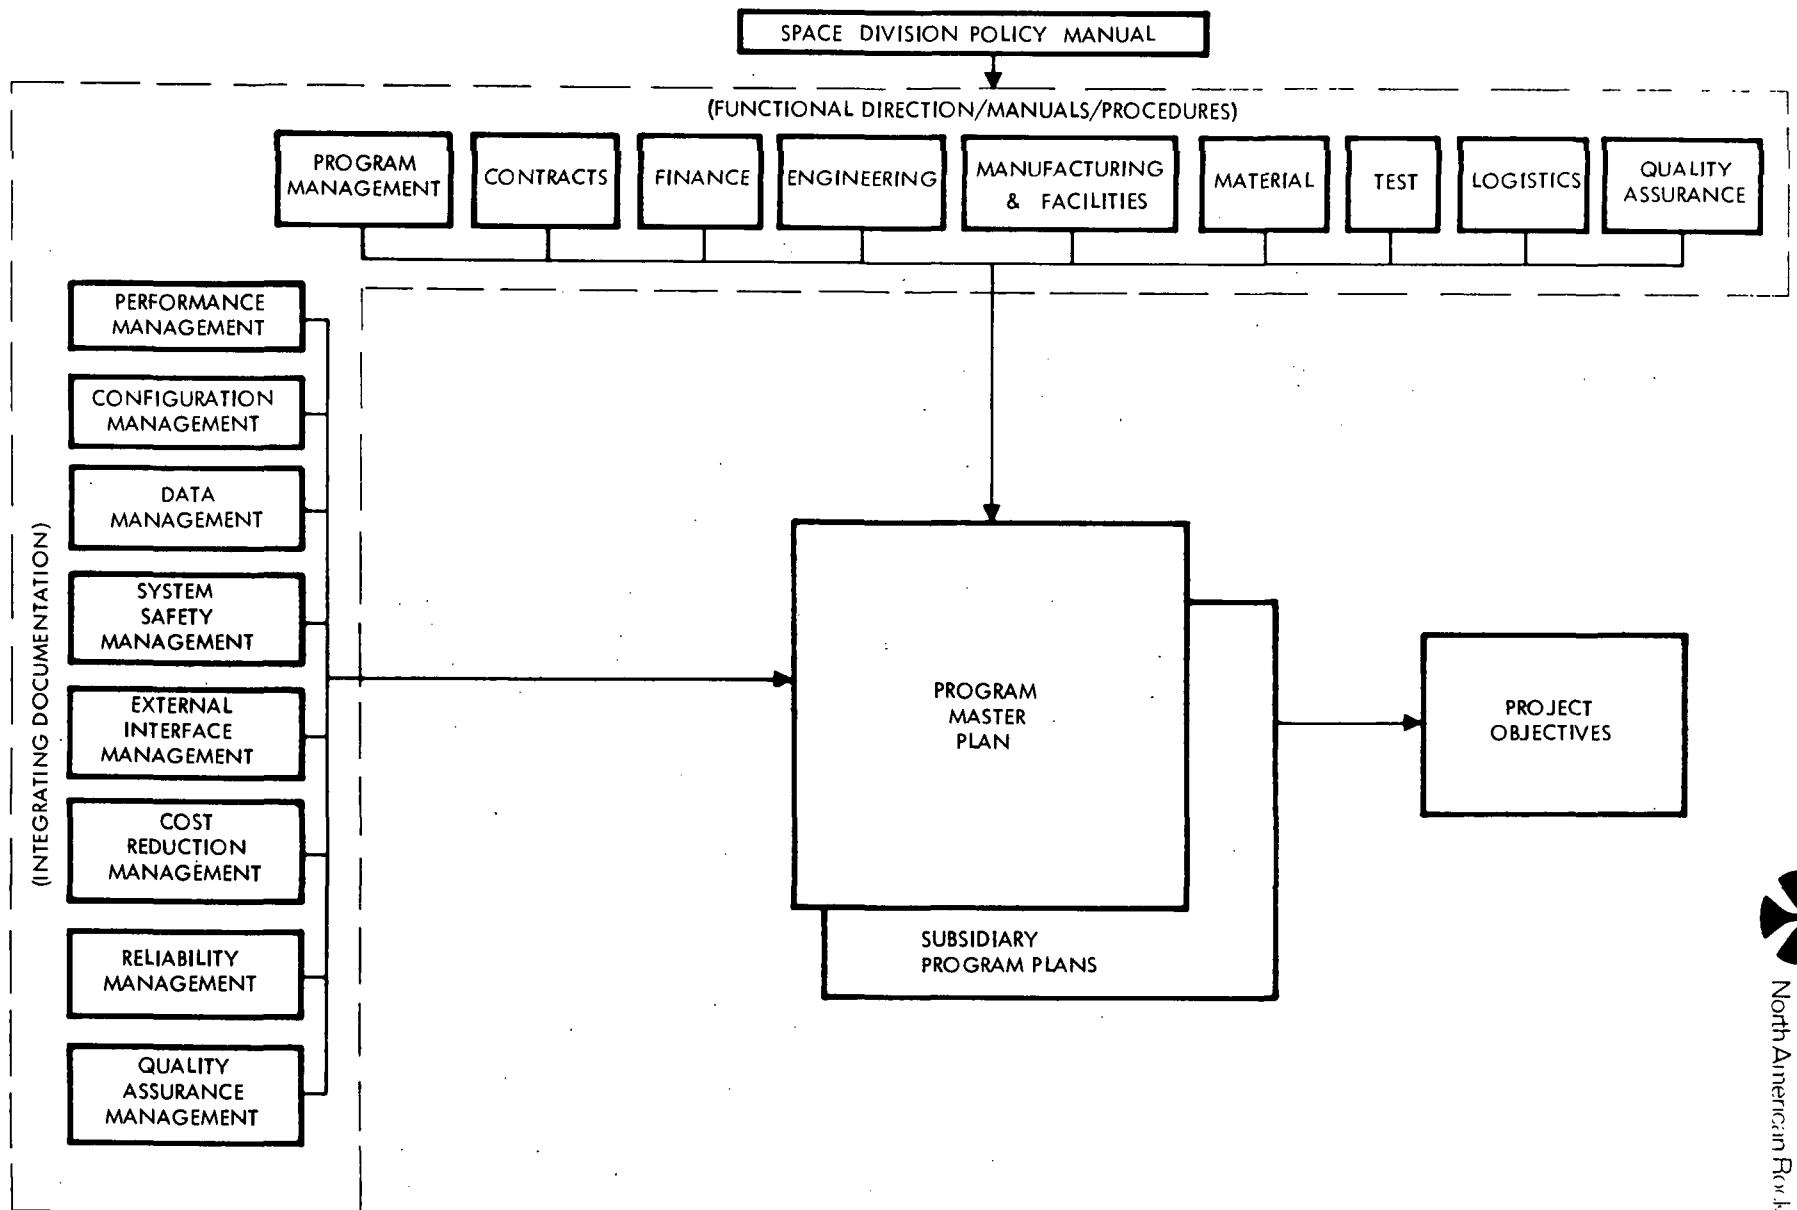 SPACE DIVISION POLICY MANUAL
(FUNCTIONAL DIRECTION/MANUALS/PROCEDURES)
PROGRAM
MANAGEMENT
CONTRACTS
FINANCE
ENGINEERING
MANUFACTURING
& FACILITIES
MATERIAL
TEST
LOGISTICS
QUALITY
ASSURANCE
(INTEGRATING DOCUMENTATION)
PERFORMANCE
MANAGEMENT
CONFIGURATION
MANAGEMENT
DATA
MANAGEMENT
SYSTEM
SAFETY
MANAGEMENT
EXTERNAL
INTERFACE
MANAGEMENT
COST
REDUCTION
MANAGEMENT
RELIABILITY
MANAGEMENT
QUALITY
ASSURANCE
MANAGEMENT
PROGRAM
MASTER
PLAN
SUBSIDIARY
PROGRAM PLANS
PROJECT
OBJECTIVES
North American